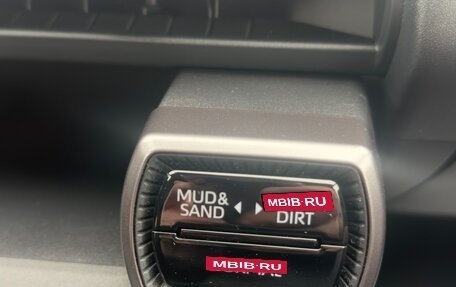 MUD&
SAND ◄ ► MBIB.RU
DIRT
MBIB.RU